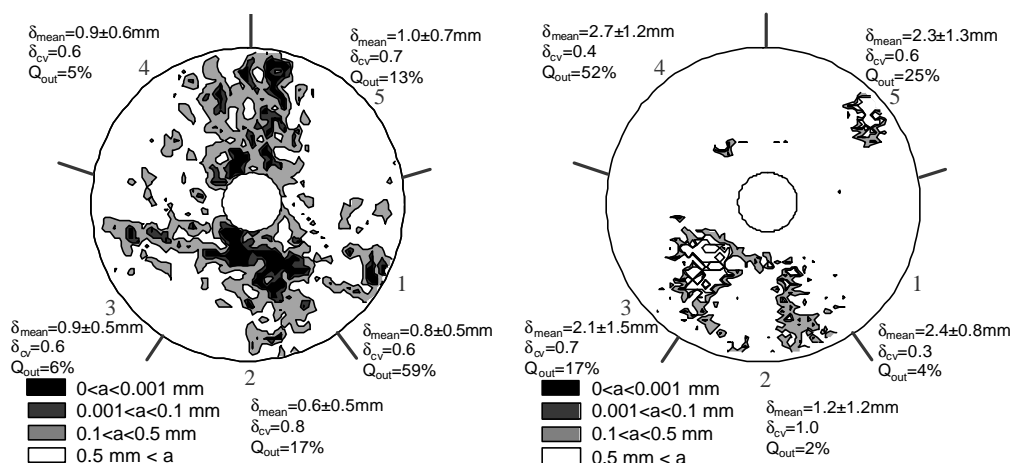 δmean=0.9±0.6mm
δcv=0.6
Qout=5%
4
δmean=1.0±0.7mm
δcv=0.7
Qout=13%
5
1
δmean=0.8±0.5mm
δcv=0.6
Qout=59%
3
δmean=0.9±0.5mm
δcv=0.6
Qout=6%
2
δmean=0.6±0.5mm
δcv=0.8
Qout=17%
0<a<0.001 mm
0.001<a<0.1 mm
0.1<a<0.5 mm
0.5 mm < a
δmean=2.7±1.2mm
δcv=0.4
Qout=52%
4
δmean=2.3±1.3mm
δcv=0.6
Qout=25%
5
1
δmean=2.4±0.8mm
δcv=0.3
Qout=4%
3
δmean=2.1±1.5mm
δcv=0.7
Qout=17%
2
δmean=1.2±1.2mm
δcv=1.0
Qout=2%
0<a<0.001 mm
0.001<a<0.1 mm
0.1<a<0.5 mm
0.5 mm < a